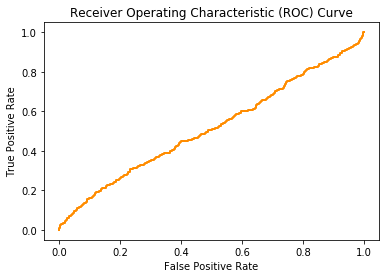 Receiver Operating Characteristic (ROC) Curve
True Positive Rate
1.0
0.8
0.6
0.4
0.2
0.0
0.0 0.2 0.4 0.6 0.8 1.0
False Positive Rate